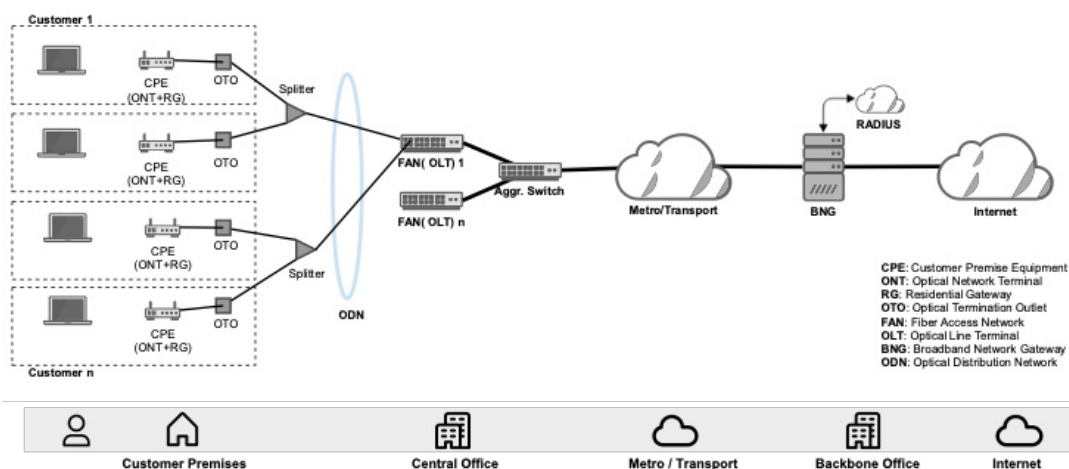 Customer 1
CPE
(ONT+RG)
OTO
Splitter
CPE
(ONT+RG)
OTO
FAN( OLT) 1
Aggr. Switch
FAN( OLT) n
Metro/Transport
RADIUS
BNG
Internet
CPE
(ONT+RG)
OTO
Splitter
CPE
(ONT+RG)
OTO
ODN
Customer n
CPE: Customer Premise Equipment
ONT: Optical Network Terminal
RG: Residential Gateway
OTO: Optical Termination Outlet
FAN: Fiber Access Network
OLT: Optical Line Terminal
BNG: Broadband Network Gateway
ODN: Optical Distribution Network
Customer Premises
Central Office
Metro / Transport
Backbone Office
Internet